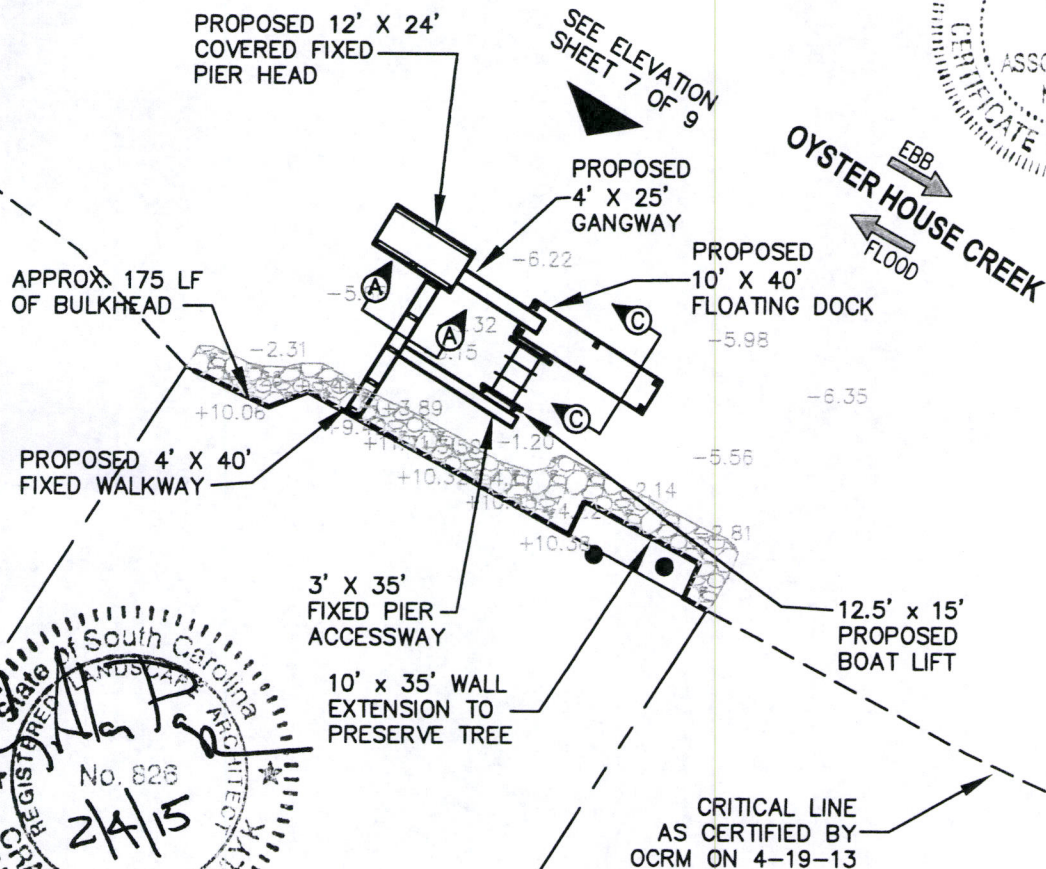 PROPOSED 12' X 24'
COVERED FIXED
PIER HEAD
SEE ELEVATION
SHEET 7 OF 9
CERTIFICATE
OYSTER HOUSE CREEK
EBB
FLOOD
PROPOSED
4' X 25'
GANGWAY
PROPOSED
10' X 40'
FLOATING DOCK
APPROX. 175 LF
OF BULKHEAD
PROPOSED 4' X 40'
FIXED WALKWAY
A
A
C
C
-6.22
-5.98
-6.35
-5.56
-2.31
+10.06
-1.20
+10.38
3' X 35'
FIXED PIER
ACCESSWAY
10' x 35' WALL
EXTENSION TO
PRESERVE TREE
12.5' x 15'
PROPOSED
BOAT LIFT
CRITICAL LINE
AS CERTIFIED BY
OCRM ON 4-19-13
State of South Carolina
REGISTERED LANDSCAPE ARCHITECT
No. 826
2/4/15